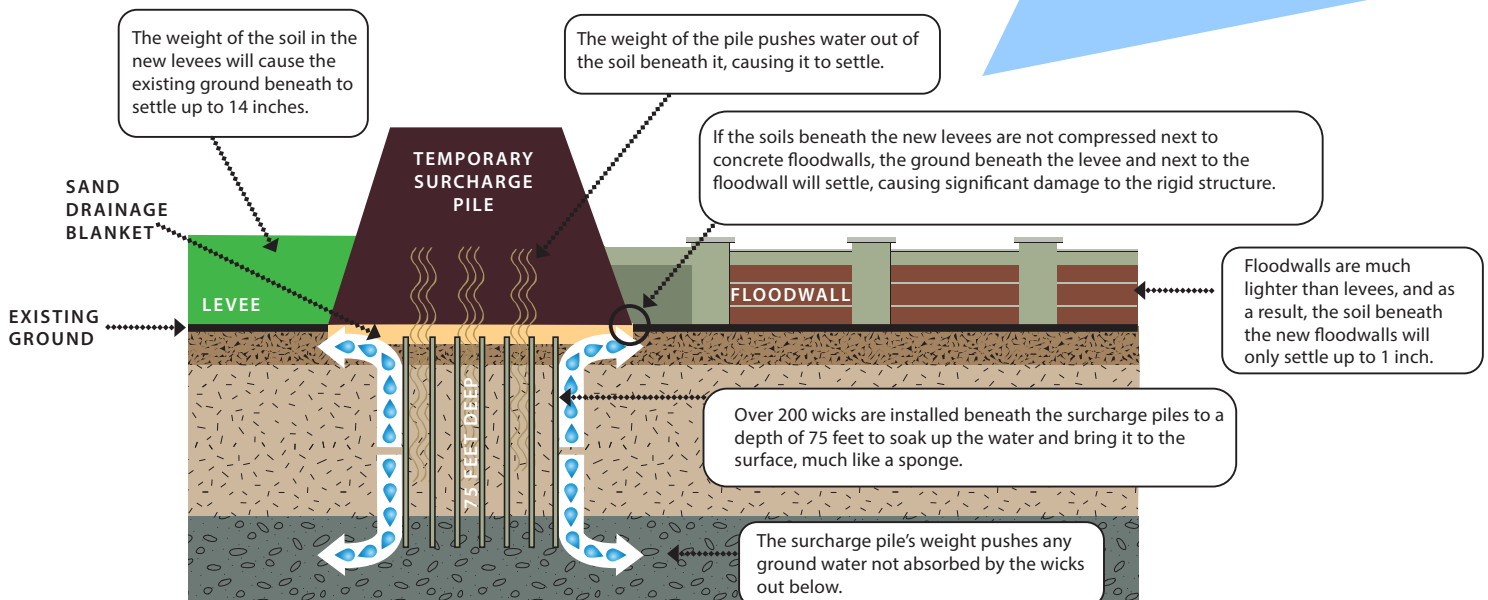 The weight of the soil in the
new levees will cause the
existing ground beneath to
settle up to 14 inches.
The weight of the pile pushes water out of
the soil beneath it, causing it to settle.
If the soils beneath the new levees are not compressed next to
concrete floodwalls, the ground beneath the levee and next to the
floodwall will settle, causing significant damage to the rigid structure.
TEMPORARY
SURCHARGE
PILE
SAND
DRAINAGE
BLANKET
LEVEE
FLOODWALL
Floodwalls are much
lighter than levees, and as
a result, the soil beneath
the new floodwalls will
only settle up to 1 inch.
EXISTING
GROUND
75 FEET DEEP
Over 200 wicks are installed beneath the surcharge piles to a
depth of 75 feet to soak up the water and bring it to the
surface, much like a sponge.
The surcharge pile's weight pushes any
ground water not absorbed by the wicks
out below.